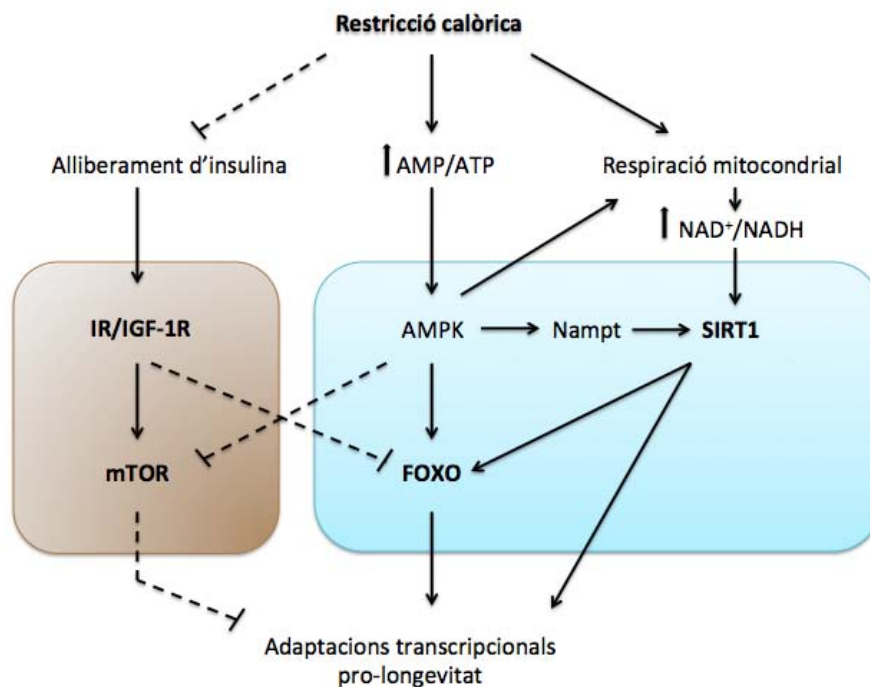 Restricció calòrica
Alliberament d'insulina
AMP/ATP
Respiració mitocondrial
NAD⁺/NADH
IR/IGF-1R
AMPK
Nampt
SIRT1
mTOR
FOXO
Adaptacions transcripcionals
pro-longevitat